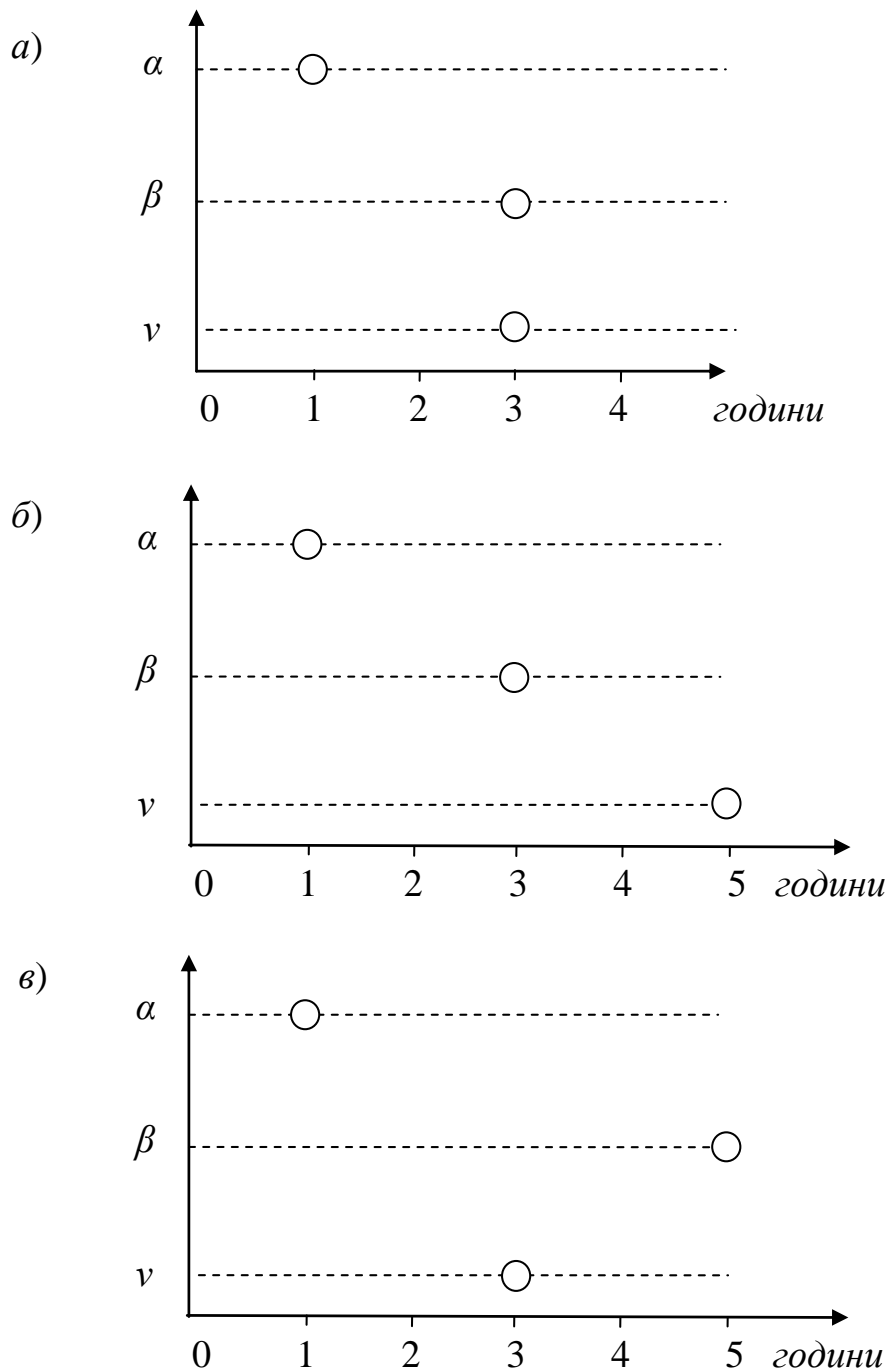 а)
α
β
ν
0 1 2 3 4 години
б)
α
β
ν
0 1 2 3 4 5 години
в)
α
β
ν
0 1 2 3 4 5 години